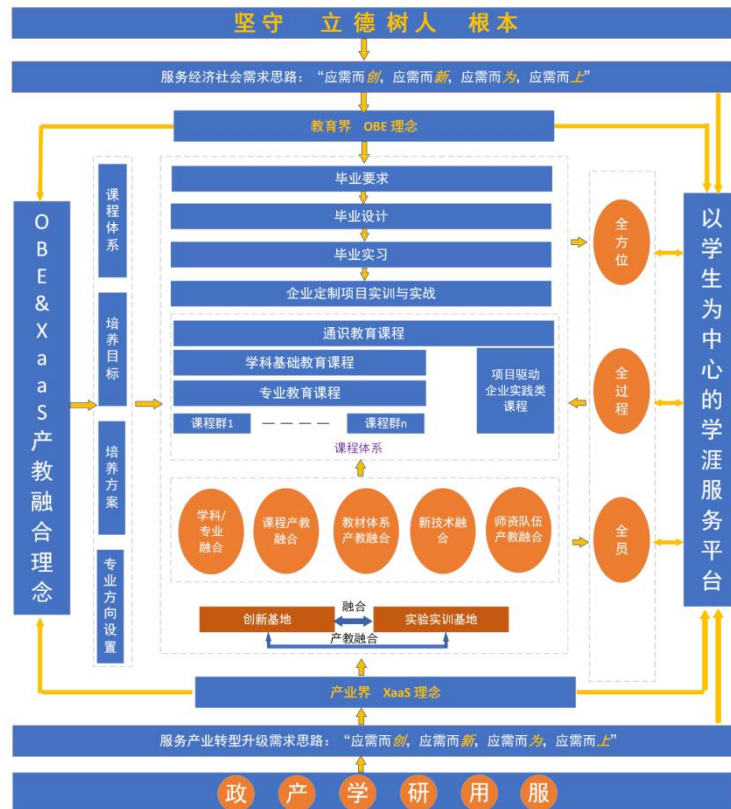 坚守 立德树人 根本
服务经济社会需求思路：“应需而创，应需而新，应需而为，应需而上”
教育界 OBE 理念
OBE&XaaS产教融合理念
课程体系
培养目标
培养方案
专业方向设置
毕业要求
毕业设计
毕业实习
企业定制项目实训与实战
通识教育课程
学科基础教育课程
专业教育课程
课程群1 — — — — 课程群n
项目驱动
企业实践类
课程
课程体系
学科/
专业
融合
课程产教
融合
教材体系
产教融合
新技术融
合
师资队伍
产教融合
创新基地
融合
实验实训基地
产教融合
全方位
全过程
全员
以学生为中心的学涯服务平台
产业界 XaaS 理念
服务产业转型升级需求思路：“应需而创，应需而新，应需而为，应需而上”
政 产 学 研 用 服